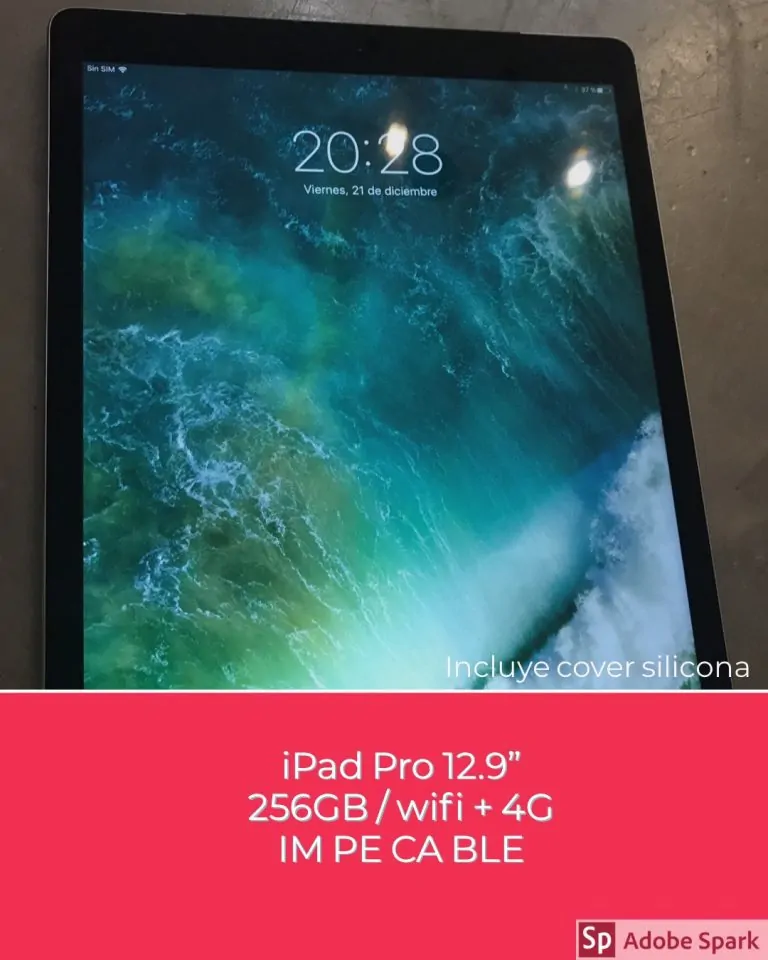 Sin SIM
97 %
20:28
Viernes, 21 de diciembre
Incluye cover silicona
iPad Pro 12.9”
256GB / wifi + 4G
IM PE CA BLE
Sp Adobe Spark